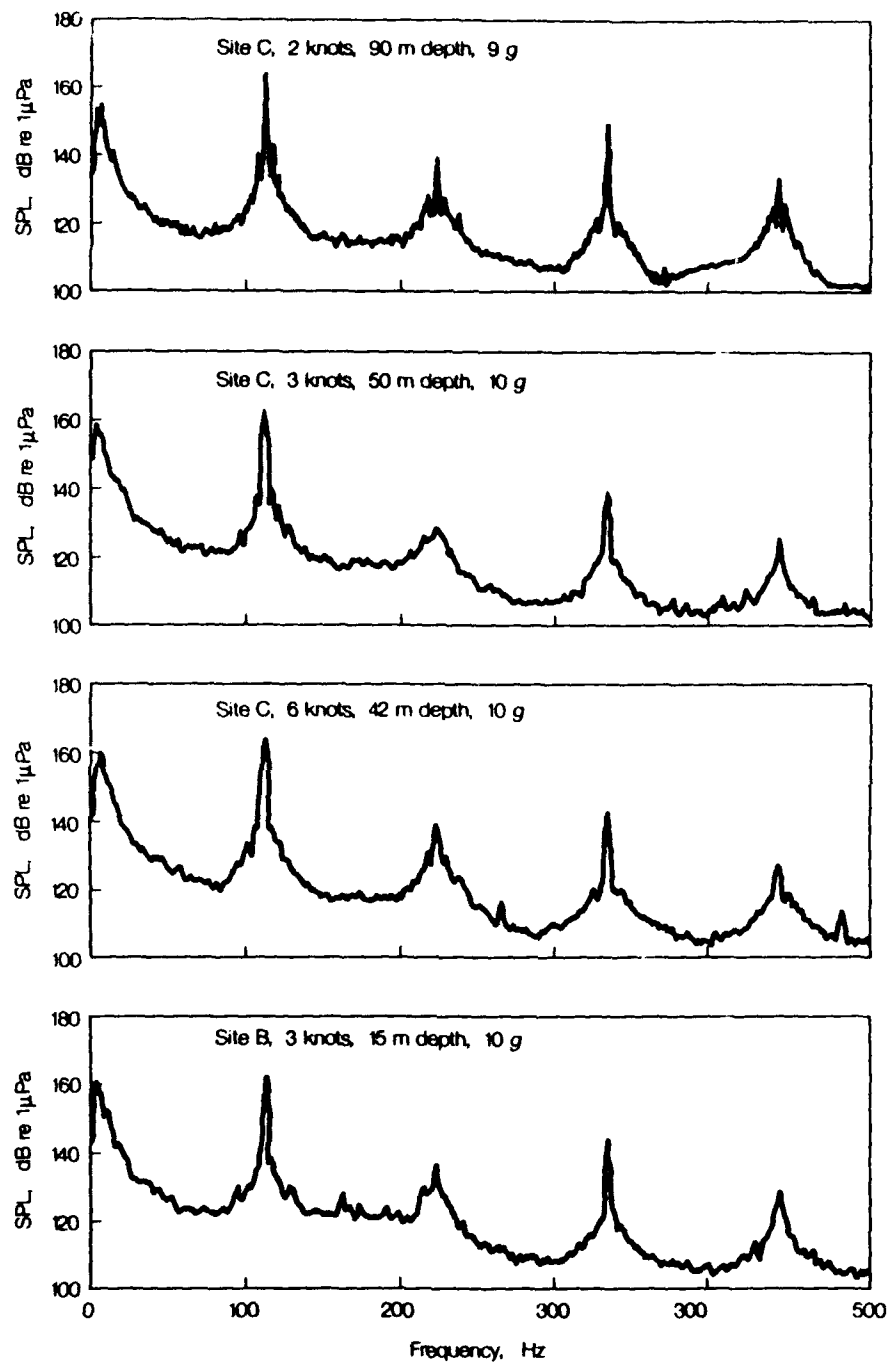 180
Site C, 2 knots, 90 m depth, 9 g
160
140
120
100
SPL, dB re 1µPa
180
Site C, 3 knots, 50 m depth, 10 g
160
140
120
100
SPL, dB re 1µPa
180
Site C, 6 knots, 42 m depth, 10 g
160
140
120
100
SPL, dB re 1µPa
180
Site B, 3 knots, 15 m depth, 10 g
160
140
120
100
SPL, dB re 1µPa
0 100 200 300 300 500
Frequency, Hz